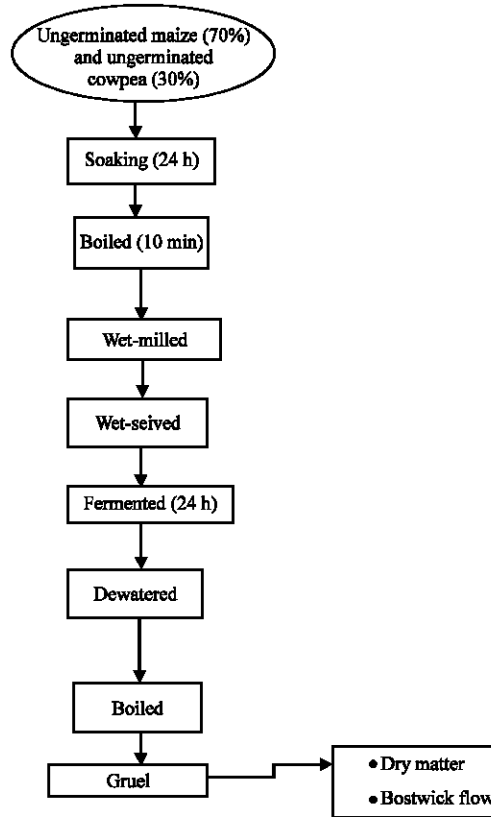 Ungerminated maize (70%)
and ungerminated
cowpea (30%)
Soaking (24 h)
Boiled (10 min)
Wet-milled
Wet-seived
Fermented (24 h)
Dewatered
Boiled
Gruel
● Dry matter
● Bostwick flow